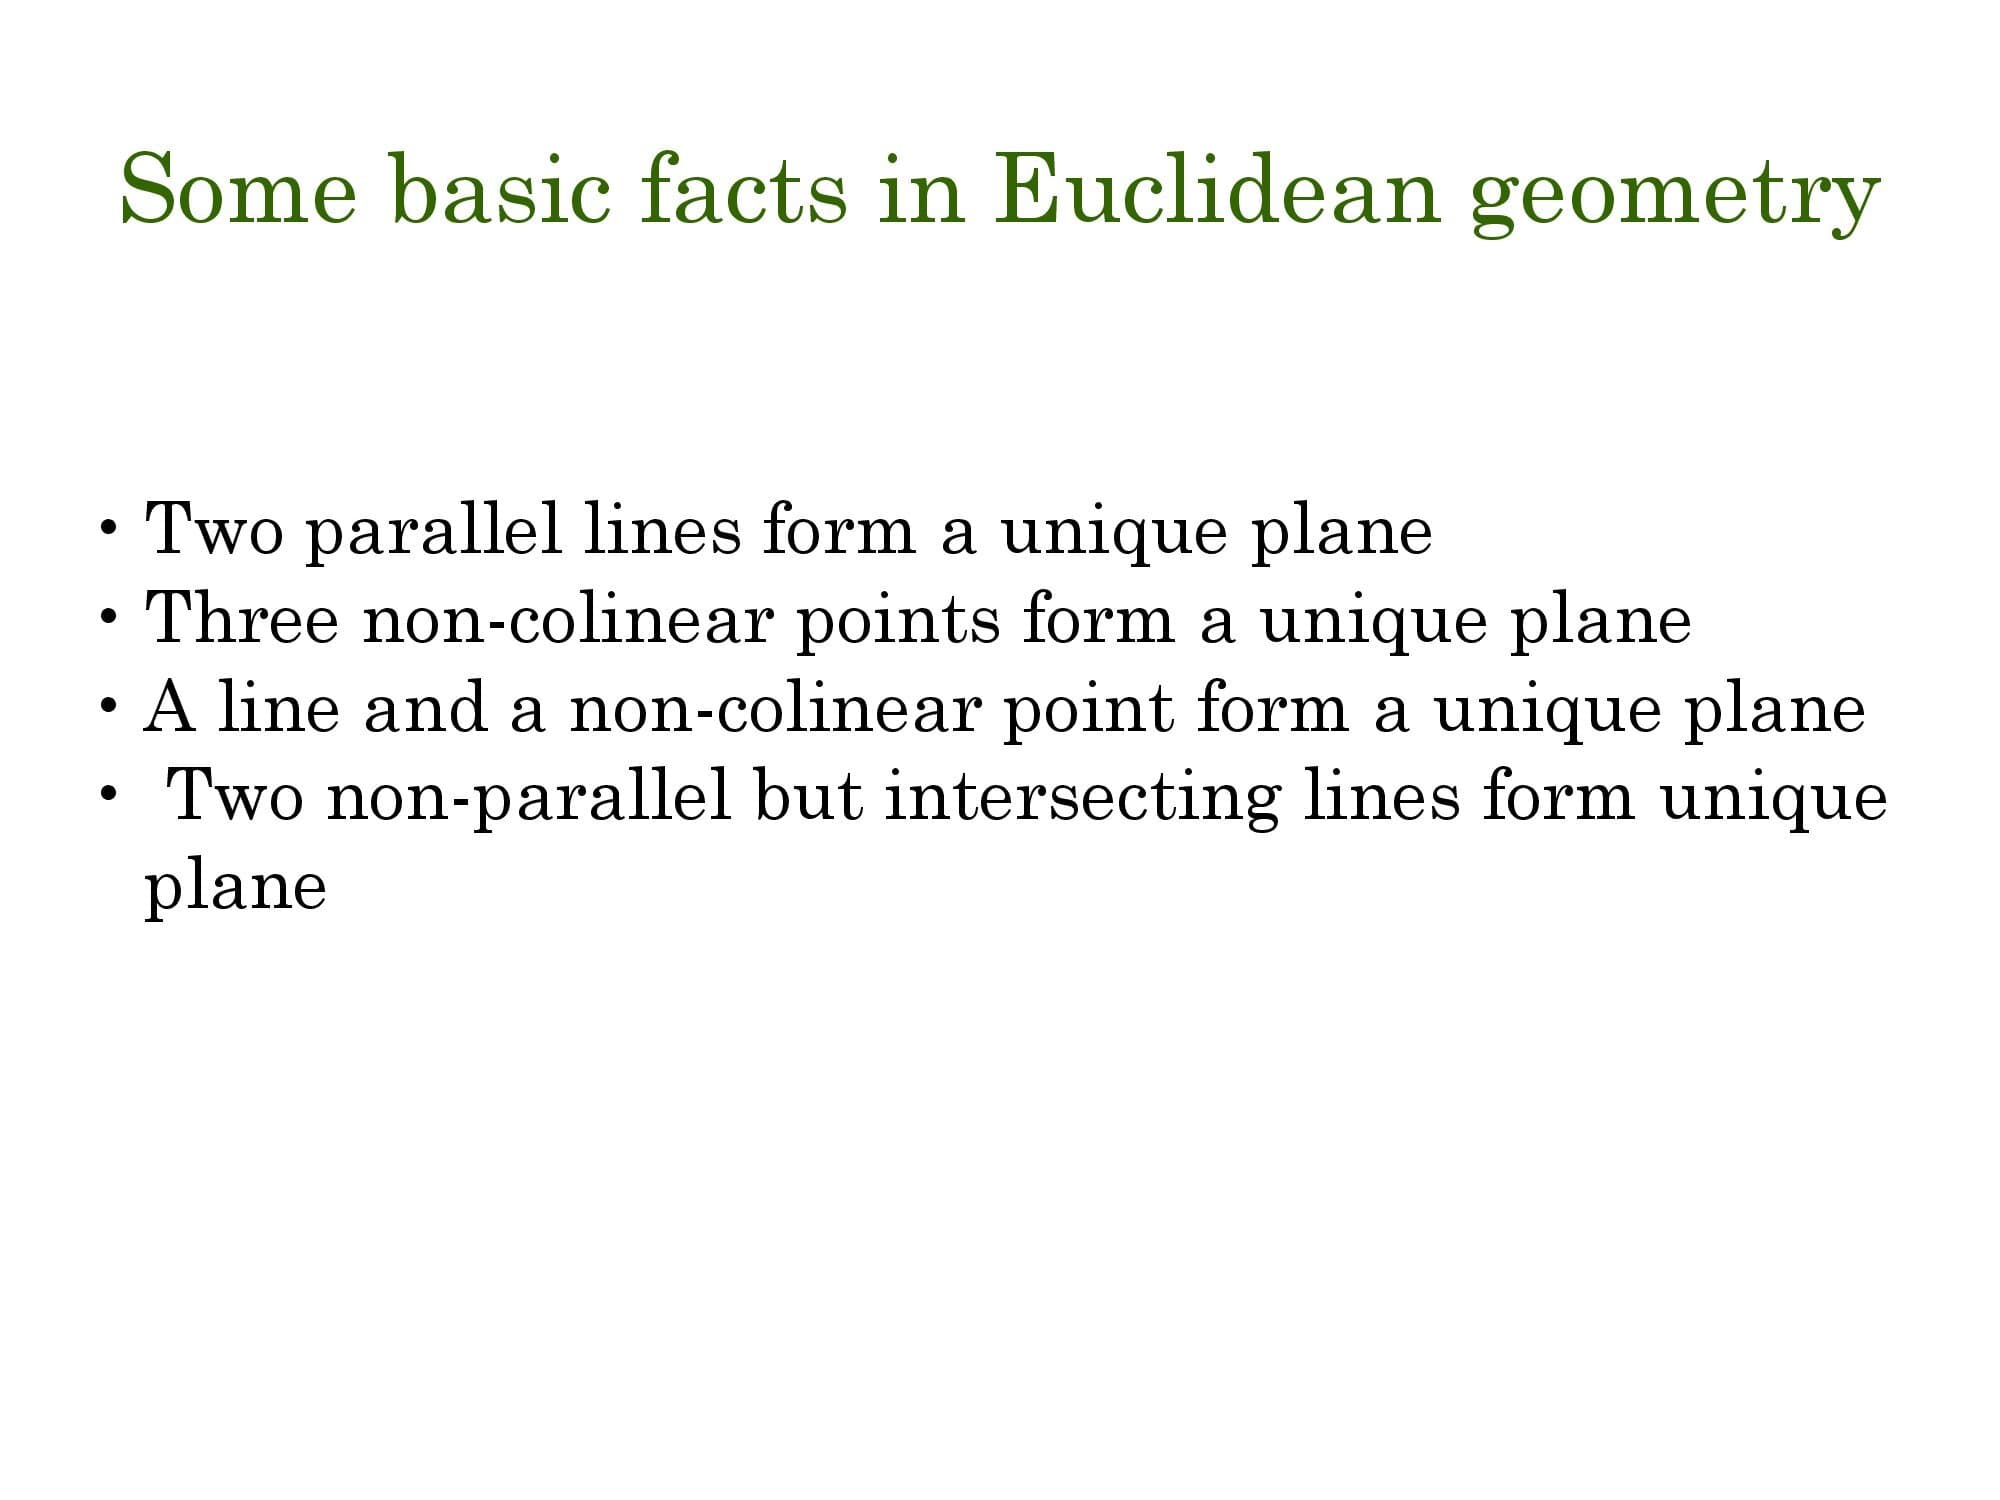 Some basic facts in Euclidean geometry
• Two parallel lines form a unique plane
• Three non-colinear points form a unique plane
• A line and a non-colinear point form a unique plane
• Two non-parallel but intersecting lines form unique
plane